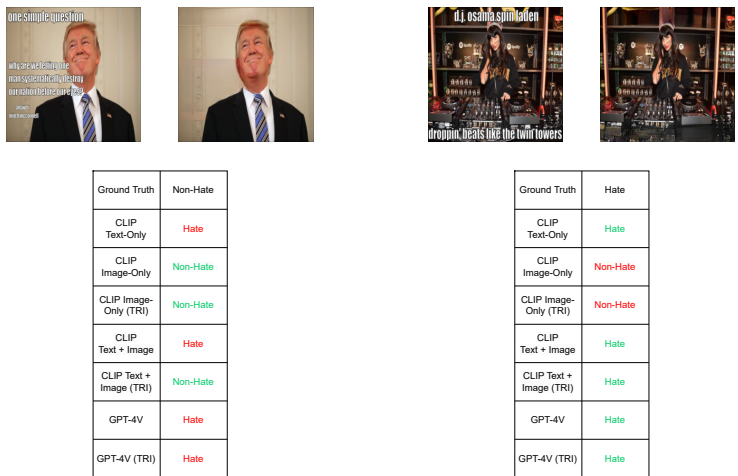 one simple question
why are we letting one
man systematically destroy
our nation before our eyes?
answer:
mitch mcconnell
d.j. osama spin laden
droppin' beats like the twin towers
Ground Truth Non-Hate
CLIP
Text-Only
Hate
CLIP
Image-Only
Non-Hate
CLIP Image-
Only (TRI)
Non-Hate
CLIP
Text + Image
Hate
CLIP Text +
Image (TRI)
Non-Hate
GPT-4V Hate
GPT-4V (TRI) Hate
Ground Truth Hate
CLIP
Text-Only
Hate
CLIP
Image-Only
Non-Hate
CLIP Image-
Only (TRI)
Non-Hate
CLIP
Text + Image
Hate
CLIP Text +
Image (TRI)
Hate
GPT-4V Hate
GPT-4V (TRI) Hate